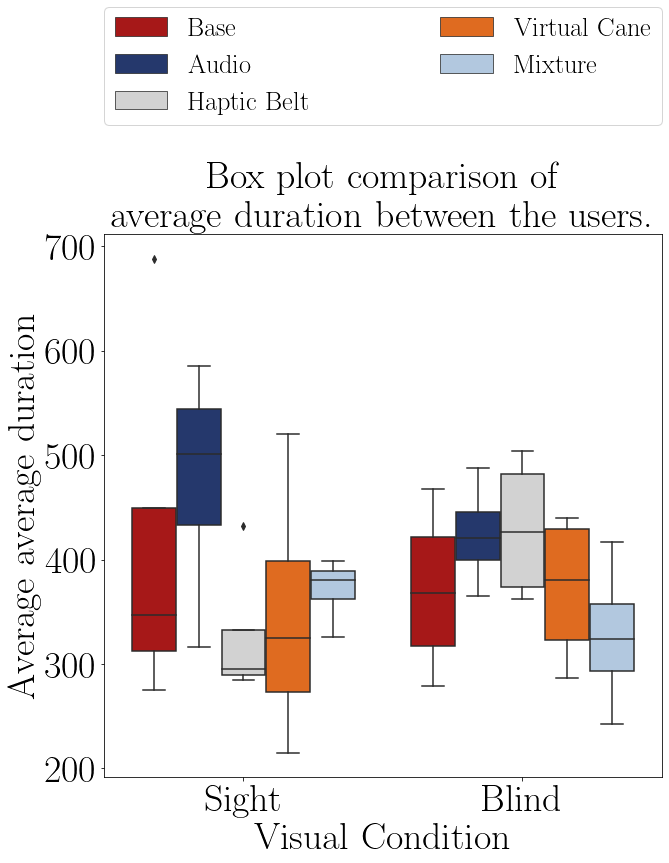 Base
Audio
Haptic Belt
Virtual Cane
Mixture
Box plot comparison of
average duration between the users.
Average average duration
700
600
500
400
300
200
Sight
Blind
Visual Condition